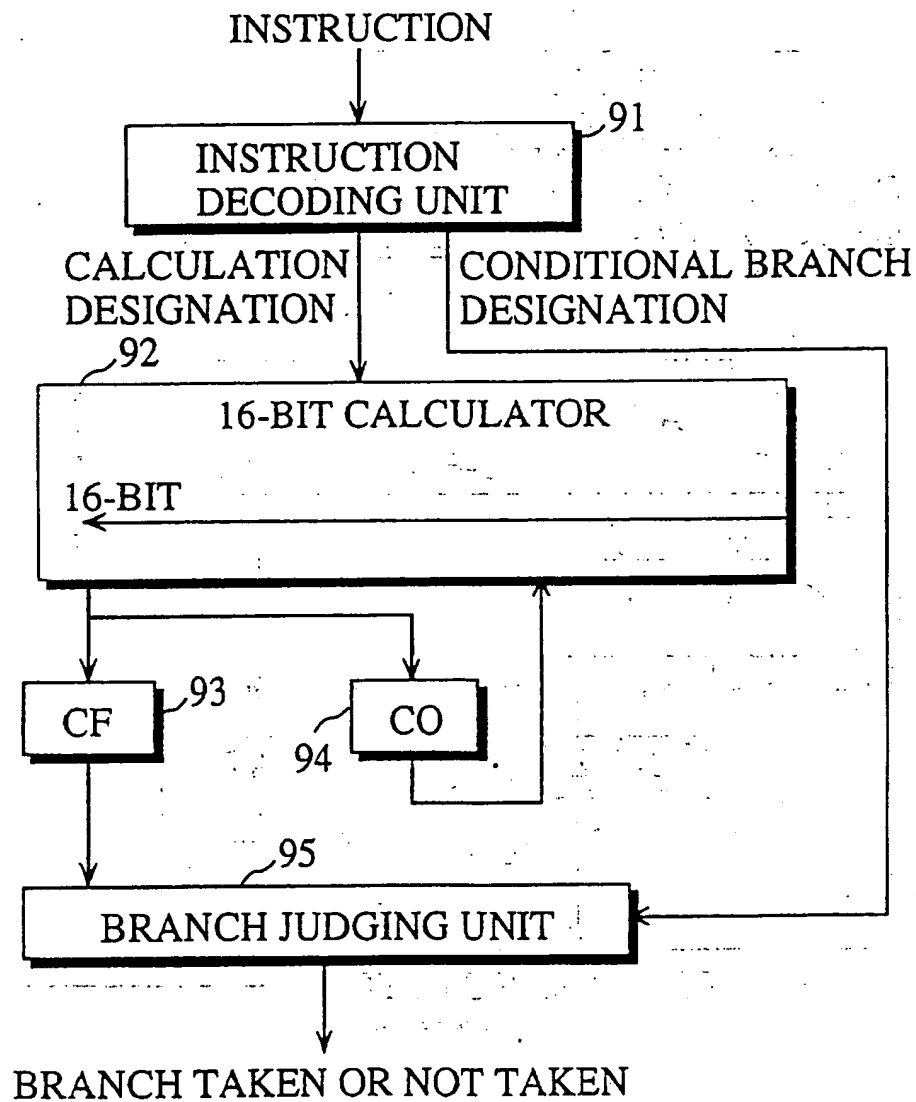 INSTRUCTION
91
INSTRUCTION
DECODING UNIT
CALCULATION
DESIGNATION
CONDITIONAL BRANCH
DESIGNATION
92
16-BIT CALCULATOR
16-BIT
CF
93
CO
94
95
BRANCH JUDGING UNIT
BRANCH TAKEN OR NOT TAKEN